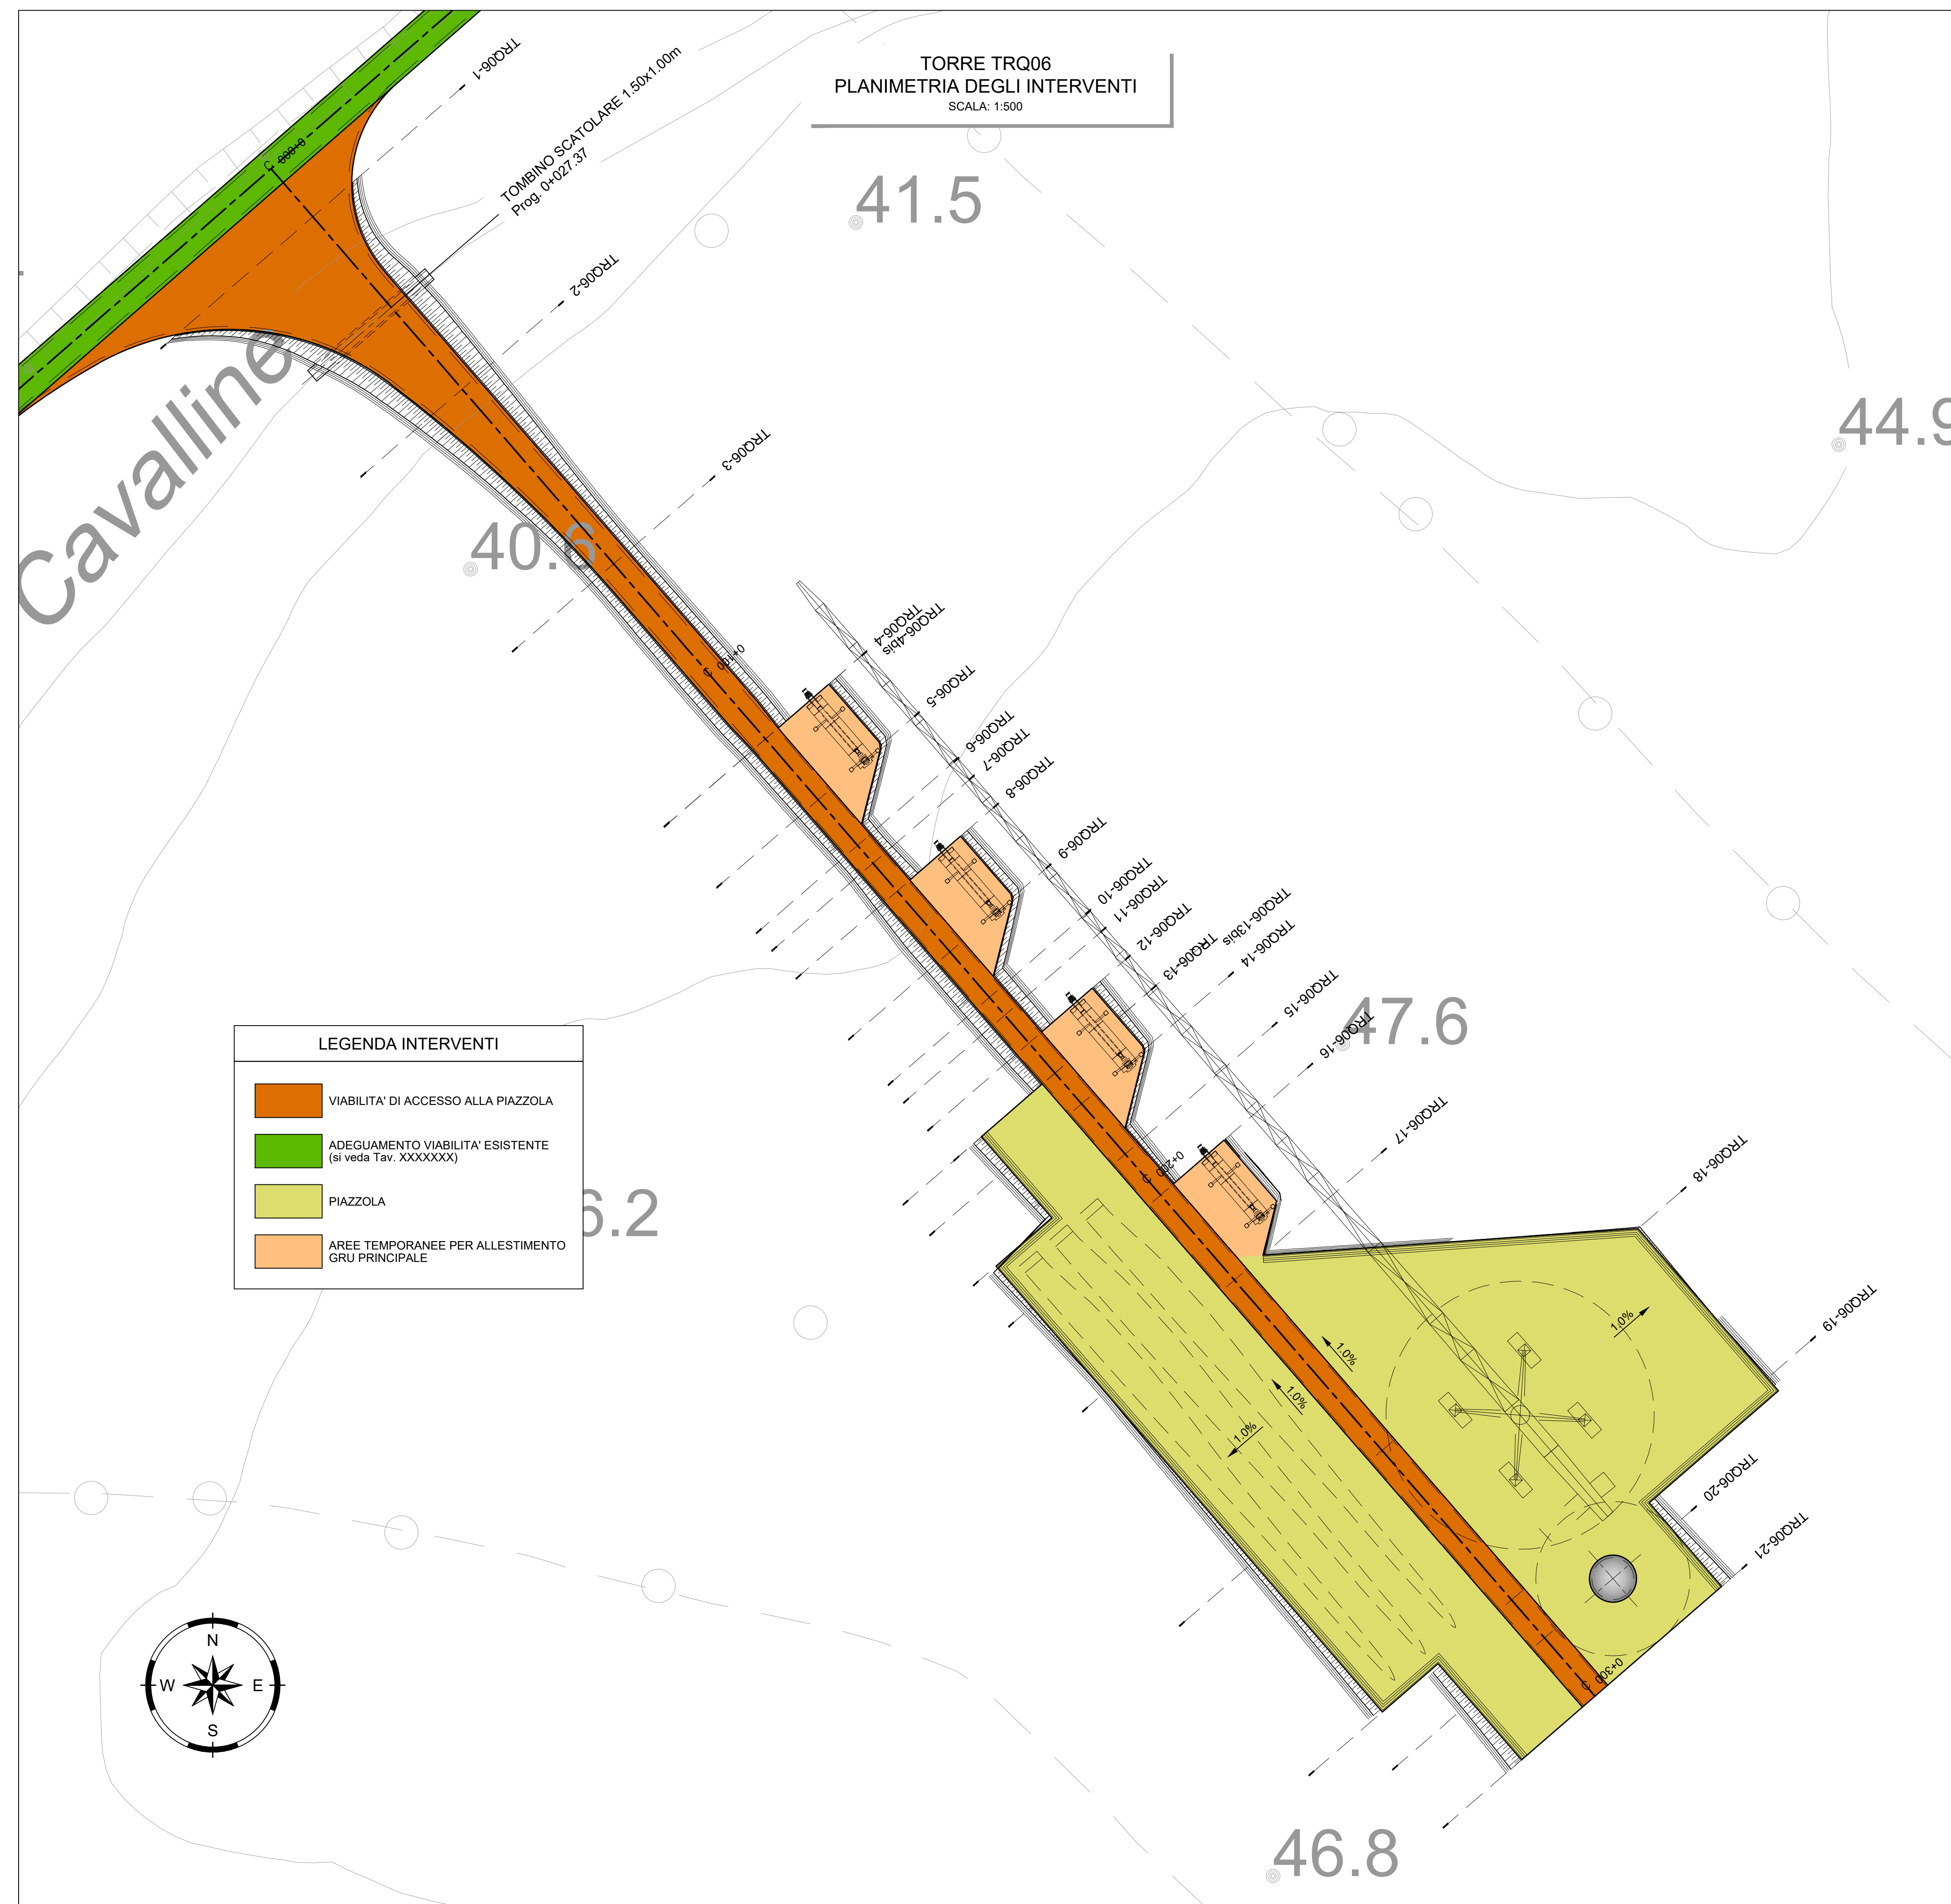 TORRE TRQ06
PLANIMETRIA DEGLI INTERVENTI
SCALA: 1:500
TRQ06-1
TOMBINO SCATOLARE 1.50x1.00m
Prog. 0+027.37
0+000
41.5
TRQ06-2
Cavalline
44.9
TRQ06-3
40.6
TRQ06-4
TRQ06-4bis
0+100
TRQ06-5
TRQ06-6
TRQ06-7
TRQ06-8
TRQ06-9
TRQ06-10
TRQ06-11
TRQ06-12
TRQ06-13
TRQ06-13bis
TRQ06-14
TRQ06-15
TRQ06-16
47.6
TRQ06-17
0+200
TRQ06-18
TRQ06-19
LEGENDA INTERVENTI
VIABILITA' DI ACCESSO ALLA PIAZZOLA
ADEGUAMENTO VIABILITA' ESISTENTE
(si veda Tav. XXXXXXX)
PIAZZOLA
AREE TEMPORANEE PER ALLESTIMENTO
GRU PRINCIPALE
6.2
1.0%
1.0%
1.0%
1.0%
TRQ06-20
TRQ06-21
0+300
N
W
E
S
46.8